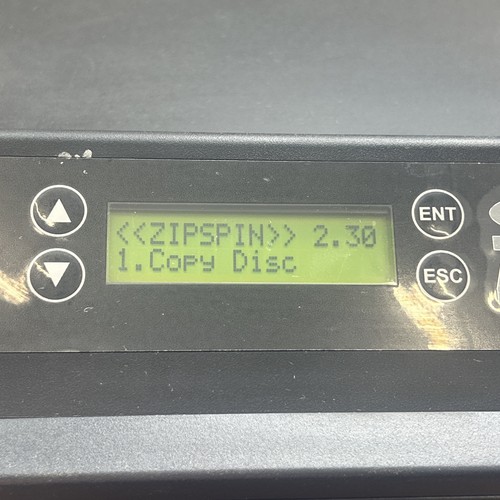 <<ZIPSPIN>> 2.30
1.Copy Disc
ENT
ESC